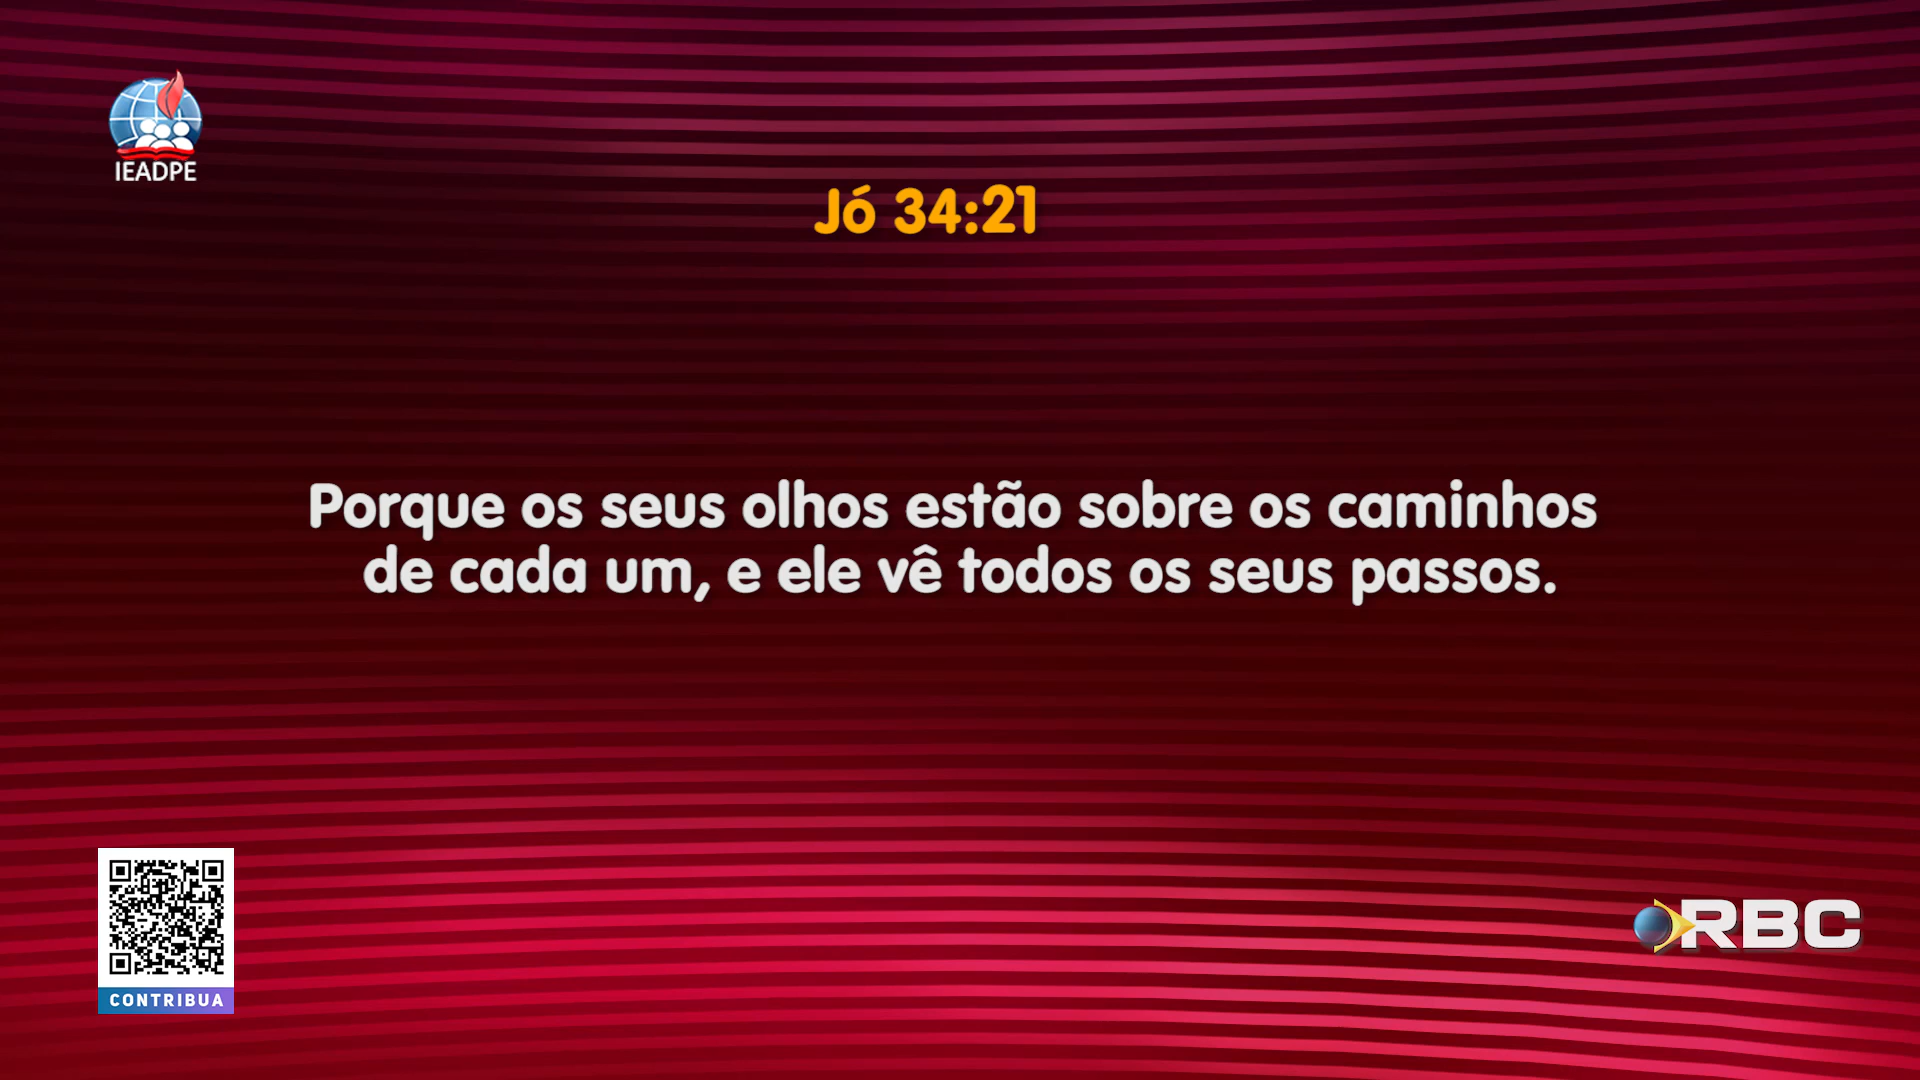 IEADPE
Jó 34:21
Porque os seus olhos estão sobre os caminhos
de cada um, e ele vê todos os seus passos.
CONTRIBUA
RBC